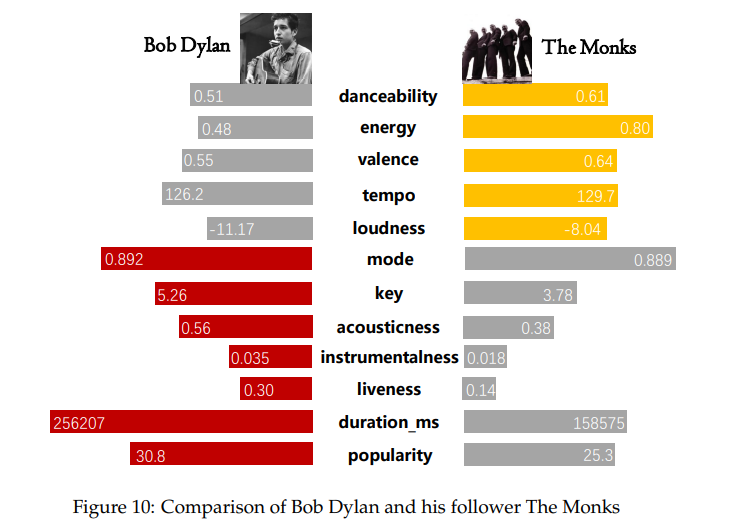 Bob Dylan The Monks
0.51 danceability 0.61
0.48 energy 0.80
0.55 valence 0.64
126.2 tempo 129.7
-11.17 loudness -8.04
0.892 mode 0.889
5.26 key 3.78
0.56 acousticness 0.38
0.035 instrumentalness 0.018
0.30 liveness 0.14
256207 duration_ms 158575
30.8 popularity 25.3
Figure 10: Comparison of Bob Dylan and his follower The Monks